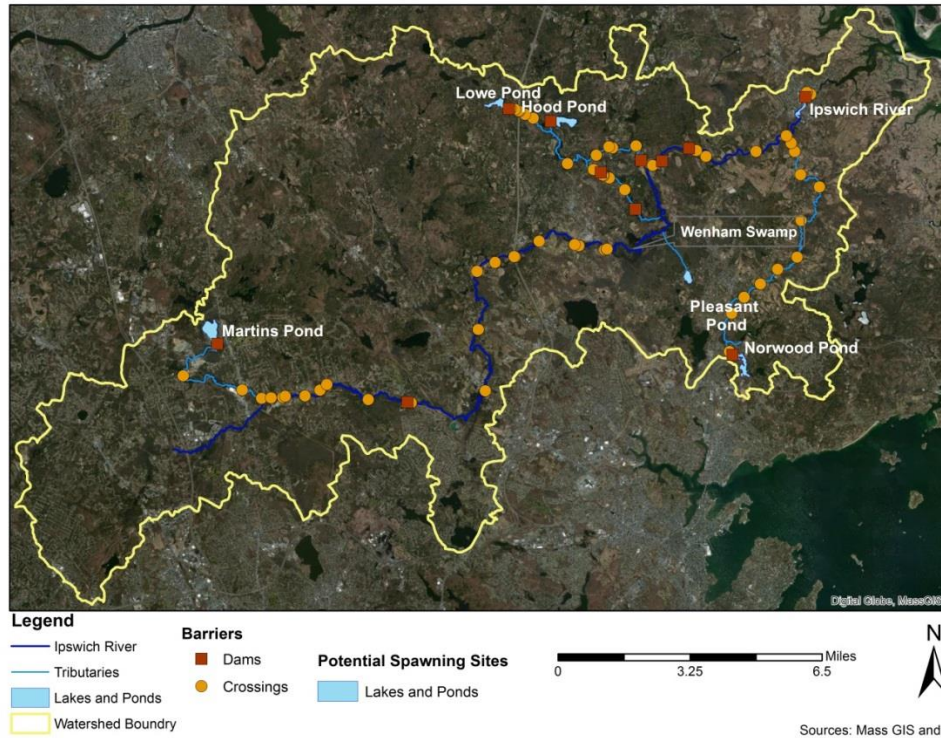 Lowe Pond
Hood Pond
Ipswich River
Wenham Swamp
Martins Pond
Pleasant
Pond
Norwood Pond
Digital Globe, MassGIS
Legend
Ipswich River
Tributaries
Lakes and Ponds
Watershed Boundry
Barriers
Dams
Crossings
Potential Spawning Sites
Lakes and Ponds
Miles
0 3.25 6.5
N
Sources: Mass GIS and